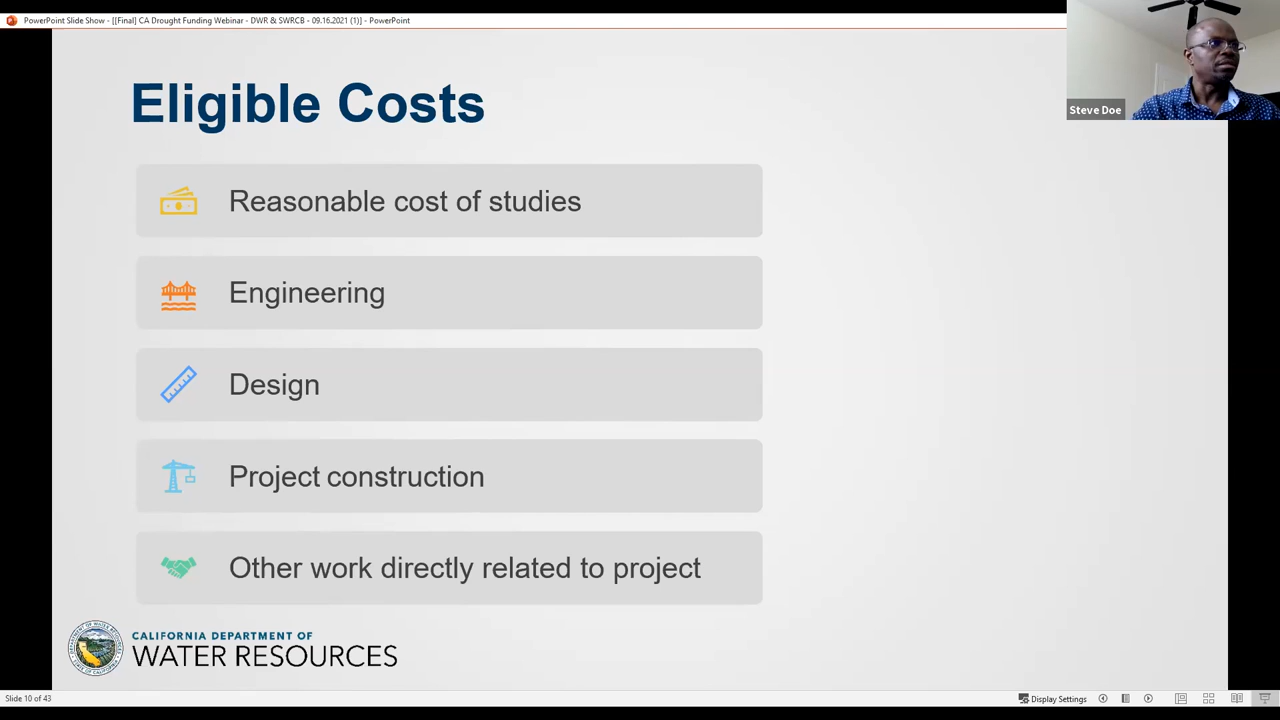 PowerPoint Slide Show - [[Final] CA Drought Funding Webinar - DWR & SWRCB - 09.16.2021 (1)] - PowerPoint
Steve Doe
Eligible Costs
Reasonable cost of studies
Engineering
Design
Project construction
Other work directly related to project
CALIFORNIA DEPARTMENT OF
WATER RESOURCES
Slide 10 of 43
Display Settings